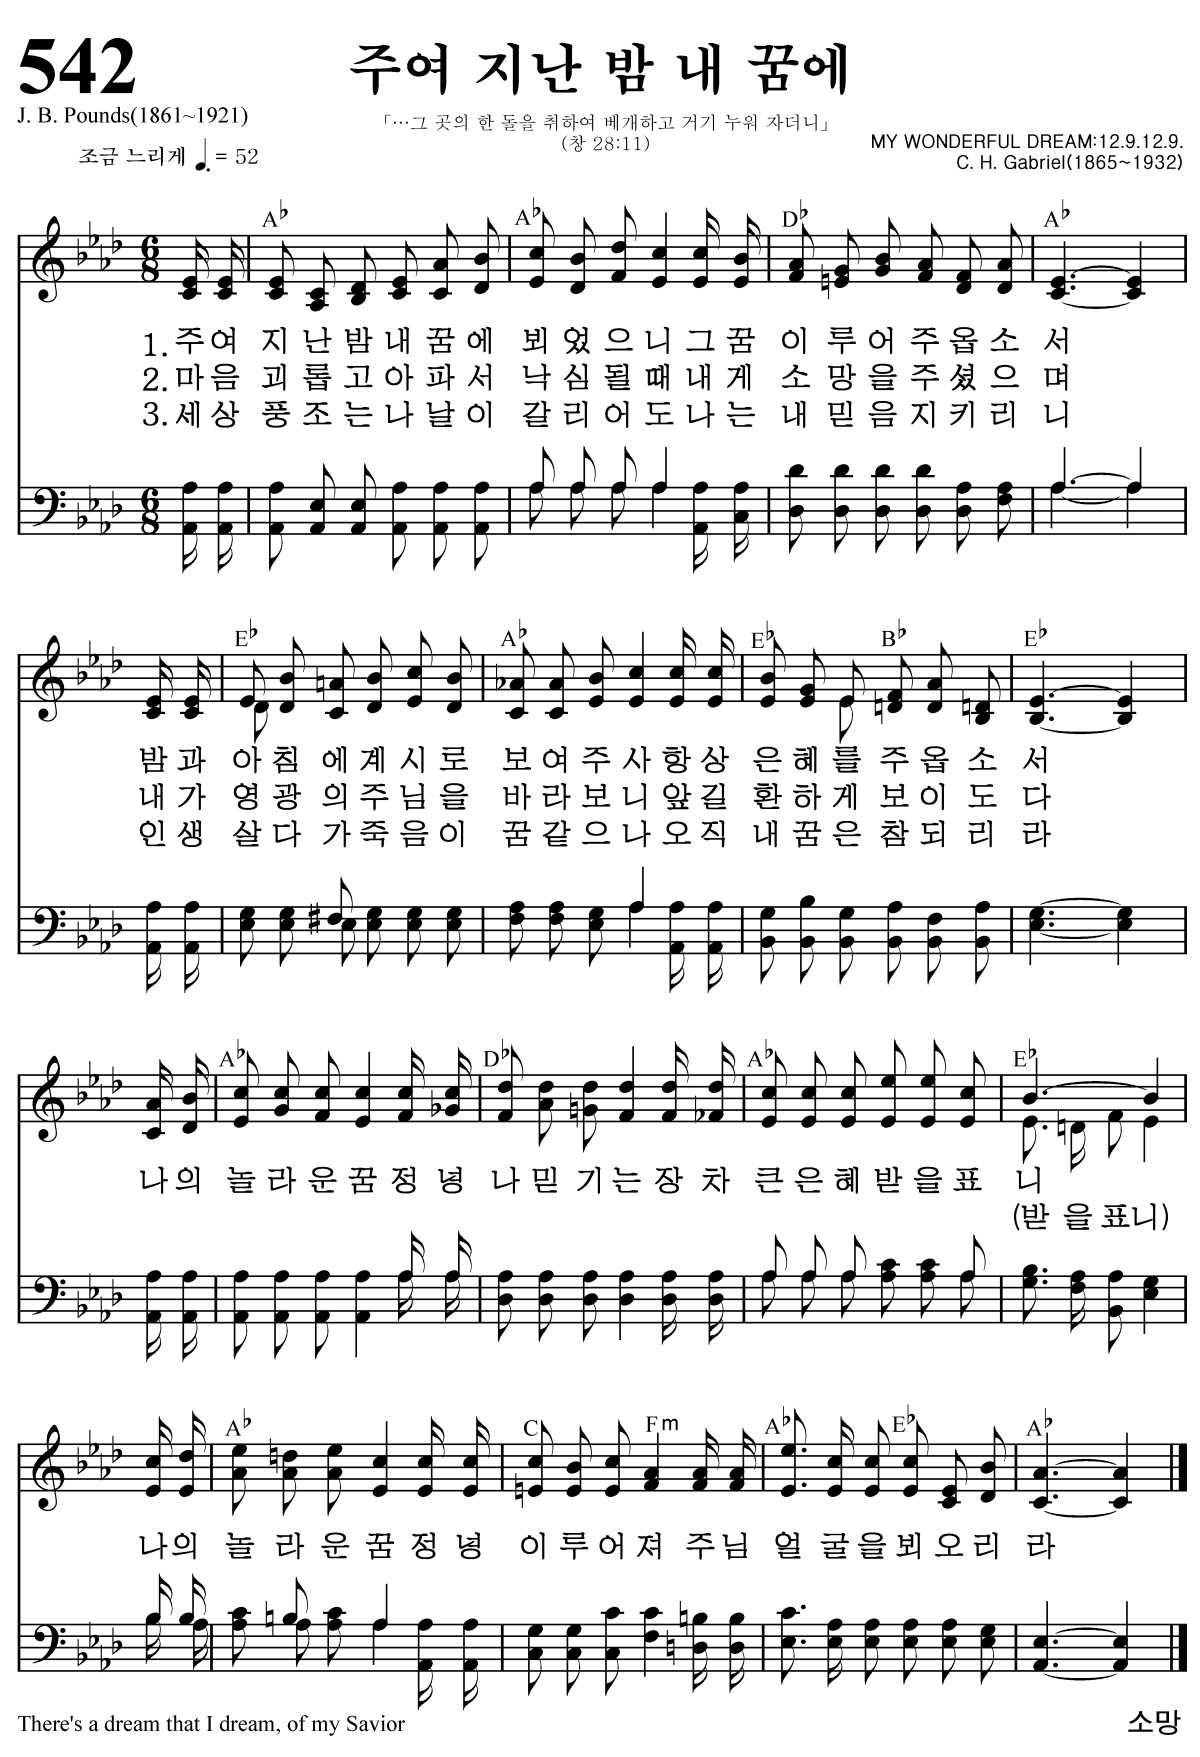 542
주여 지난 밤 내 꿈에
J. B. Pounds(1861~1921)
「…그 곳의 한 돌을 취하여 베개하고 거기 누워 자더니」
(창 28:11)
조금 느리게 ♩. = 52
MY WONDERFUL DREAM:12.9.12.9.
C. H. Gabriel(1865~1932)
A♭ A♭ D♭ A♭
6 8
1. 주여 지난밤내꿈에 뵈었으니그꿈 이루어주옵소 서
2. 마음 괴롭고아파서 낙심될때내게 소망을주셨으 며
3. 세상 풍조는나날이 갈리어도나는 내믿음지키리 니
6 8
E♭ A♭ E♭ B♭ E♭
밤과 아침에계시로 보여주사항상 은혜를주옵소 서
내가 영광의주님을 바라보니앞길 환하게보이도 다
인생 살다가죽음이 꿈같으나오직 내꿈은참되리 라
A♭ D♭ A♭ E♭
나의 놀라운꿈정녕 나믿기는장차 큰은혜받을표 니
(받을표니)
A♭ C Fm A♭ E♭ A♭
나의 놀라운꿈정녕 이루어져주님 얼굴을뵈오리 라
There's a dream that I dream, of my Savior
소망